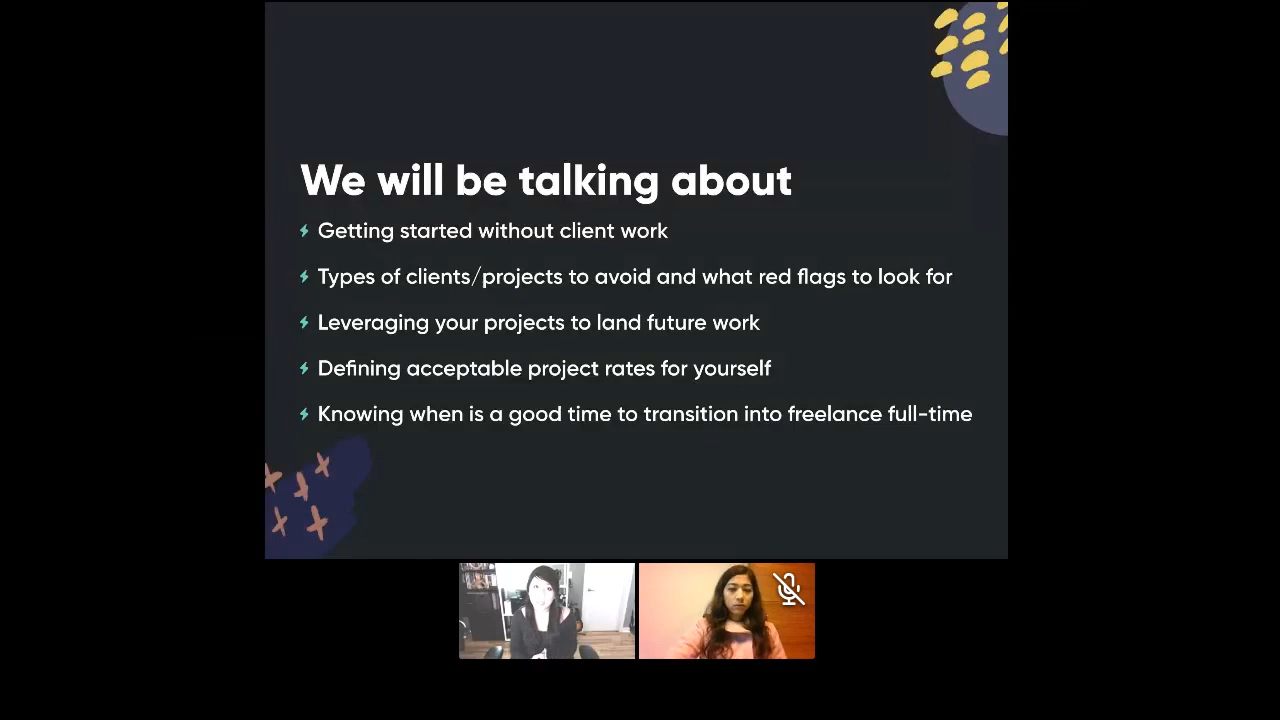 We will be talking about
Getting started without client work
Types of clients/projects to avoid and what red flags to look for
Leveraging your projects to land future work
Defining acceptable project rates for yourself
Knowing when is a good time to transition into freelance full-time